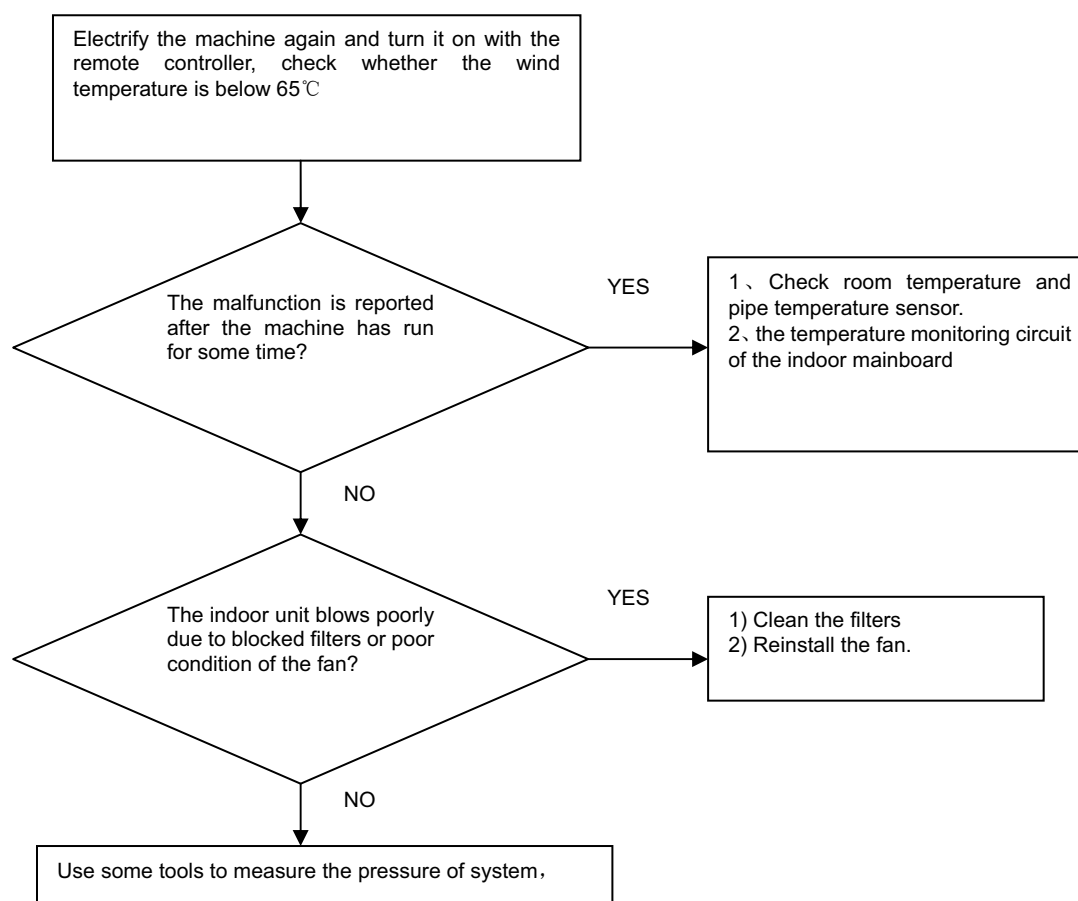 Electrify the machine again and turn it on with the
remote controller, check whether the wind
temperature is below 65℃
The malfunction is reported
after the machine has run
for some time?
YES
1、Check room temperature and
pipe temperature sensor.
2、the temperature monitoring circuit
of the indoor mainboard
NO
The indoor unit blows poorly
due to blocked filters or poor
condition of the fan?
YES
1) Clean the filters
2) Reinstall the fan.
NO
Use some tools to measure the pressure of system，